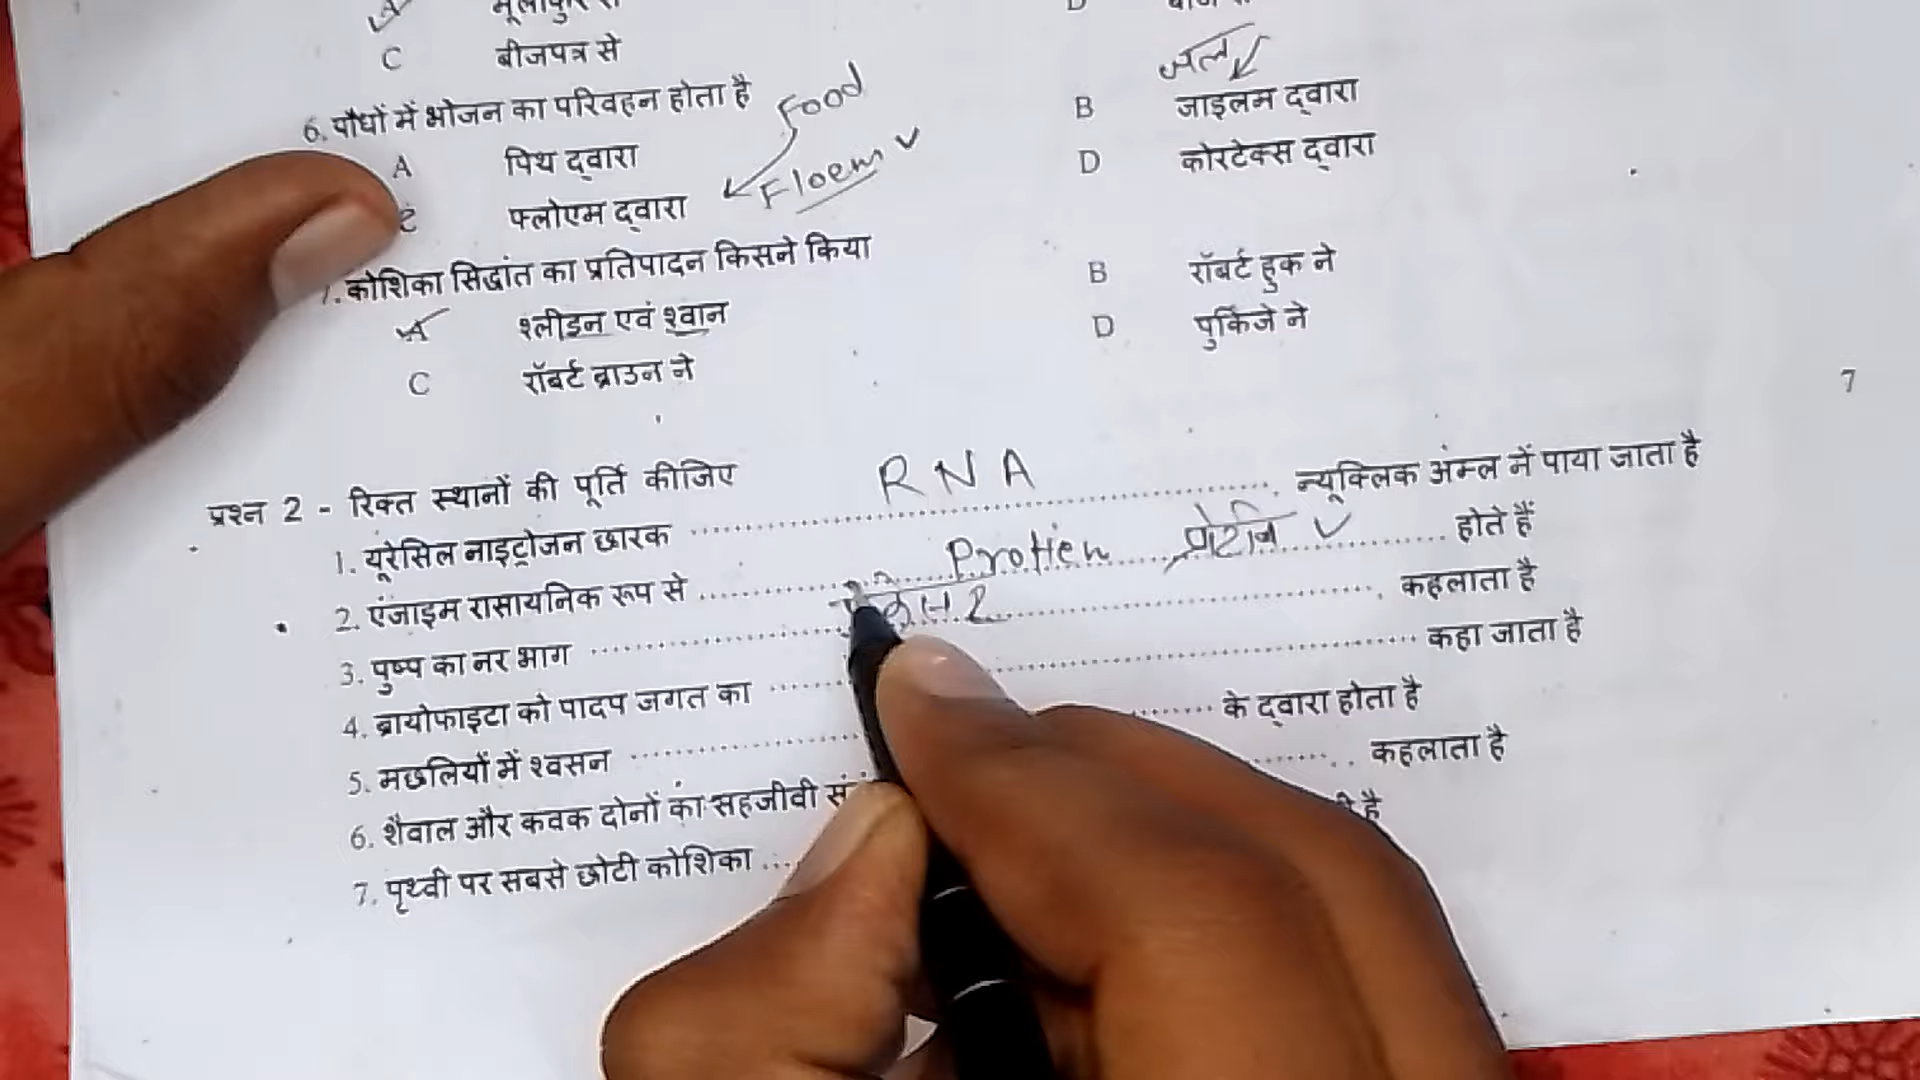 C बीजपत्र से
जल
6. पौधों में भोजन का परिवहन होता है Food
A पिथ द्वारा B जाइलम द्वारा
फ्लोएम द्वारा Floem D कोरटेक्स द्वारा
7. कोशिका सिद्धांत का प्रतिपादन किसने किया
A श्लीडन एवं श्वान B रॉबर्ट हुक ने
C रॉबर्ट ब्राउन ने D पुर्किंजे ने
7
प्रश्न 2 - रिक्त स्थानों की पूर्ति कीजिए
1. यूरेसिल नाइट्रोजन छारक RNA न्यूक्लिक अंम्ल नें पाया जाता है
2. एंजाइम रासायनिक रूप से Protien प्रोटीन होते हैं
3. पुष्प का नर भाग कहलाता है
4. ब्रायोफाइटा को पादप जगत का कहा जाता है
5. मछलियों में श्वसन के द्वारा होता है
6. शैवाल और कवक दोनों का सहजीवी कहलाता है
7. पृथ्वी पर सबसे छोटी कोशिका है